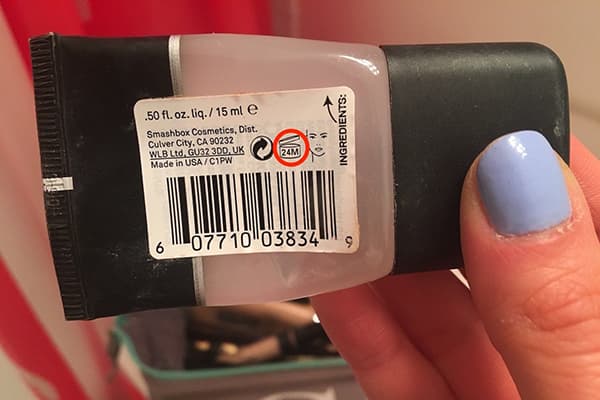 .50 fl. oz. liq. / 15 ml ℮
Smashbox Cosmetics, Dist.
Culver City, CA 90232
WLB Ltd, GU32 3DD, UK
Made in USA / C1PW
24M
INGREDIENTS:
6 07710 03834 9